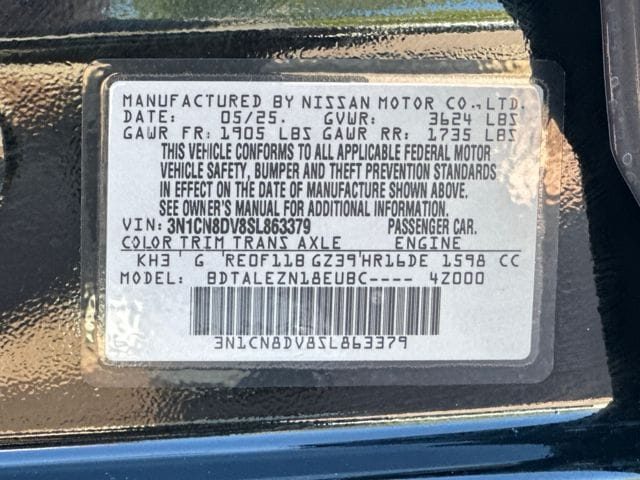 MANUFACTURED BY NISSAN MOTOR CO.,LTD.
DATE: 05/25. GVWR: 3624 LBS
GAWR FR: 1905 LBS GAWR RR: 1735 LBS
THIS VEHICLE CONFORMS TO ALL APPLICABLE FEDERAL MOTOR
VEHICLE SAFETY, BUMPER AND THEFT PREVENTION STANDARDS
IN EFFECT ON THE DATE OF MANUFACTURE SHOWN ABOVE.
SEE OWNER'S MANUAL FOR ADDITIONAL INFORMATION.
VIN: 3N1CN8DV8SL863379 PASSENGER CAR.
COLOR TRIM TRANS AXLE ENGINE
KH3' G 'RE0F11B GZ39'HR16DE 1598 CC
MODEL: BDTALEZN18EUBC---- 4Z000
3N1CN8DV8SL863379